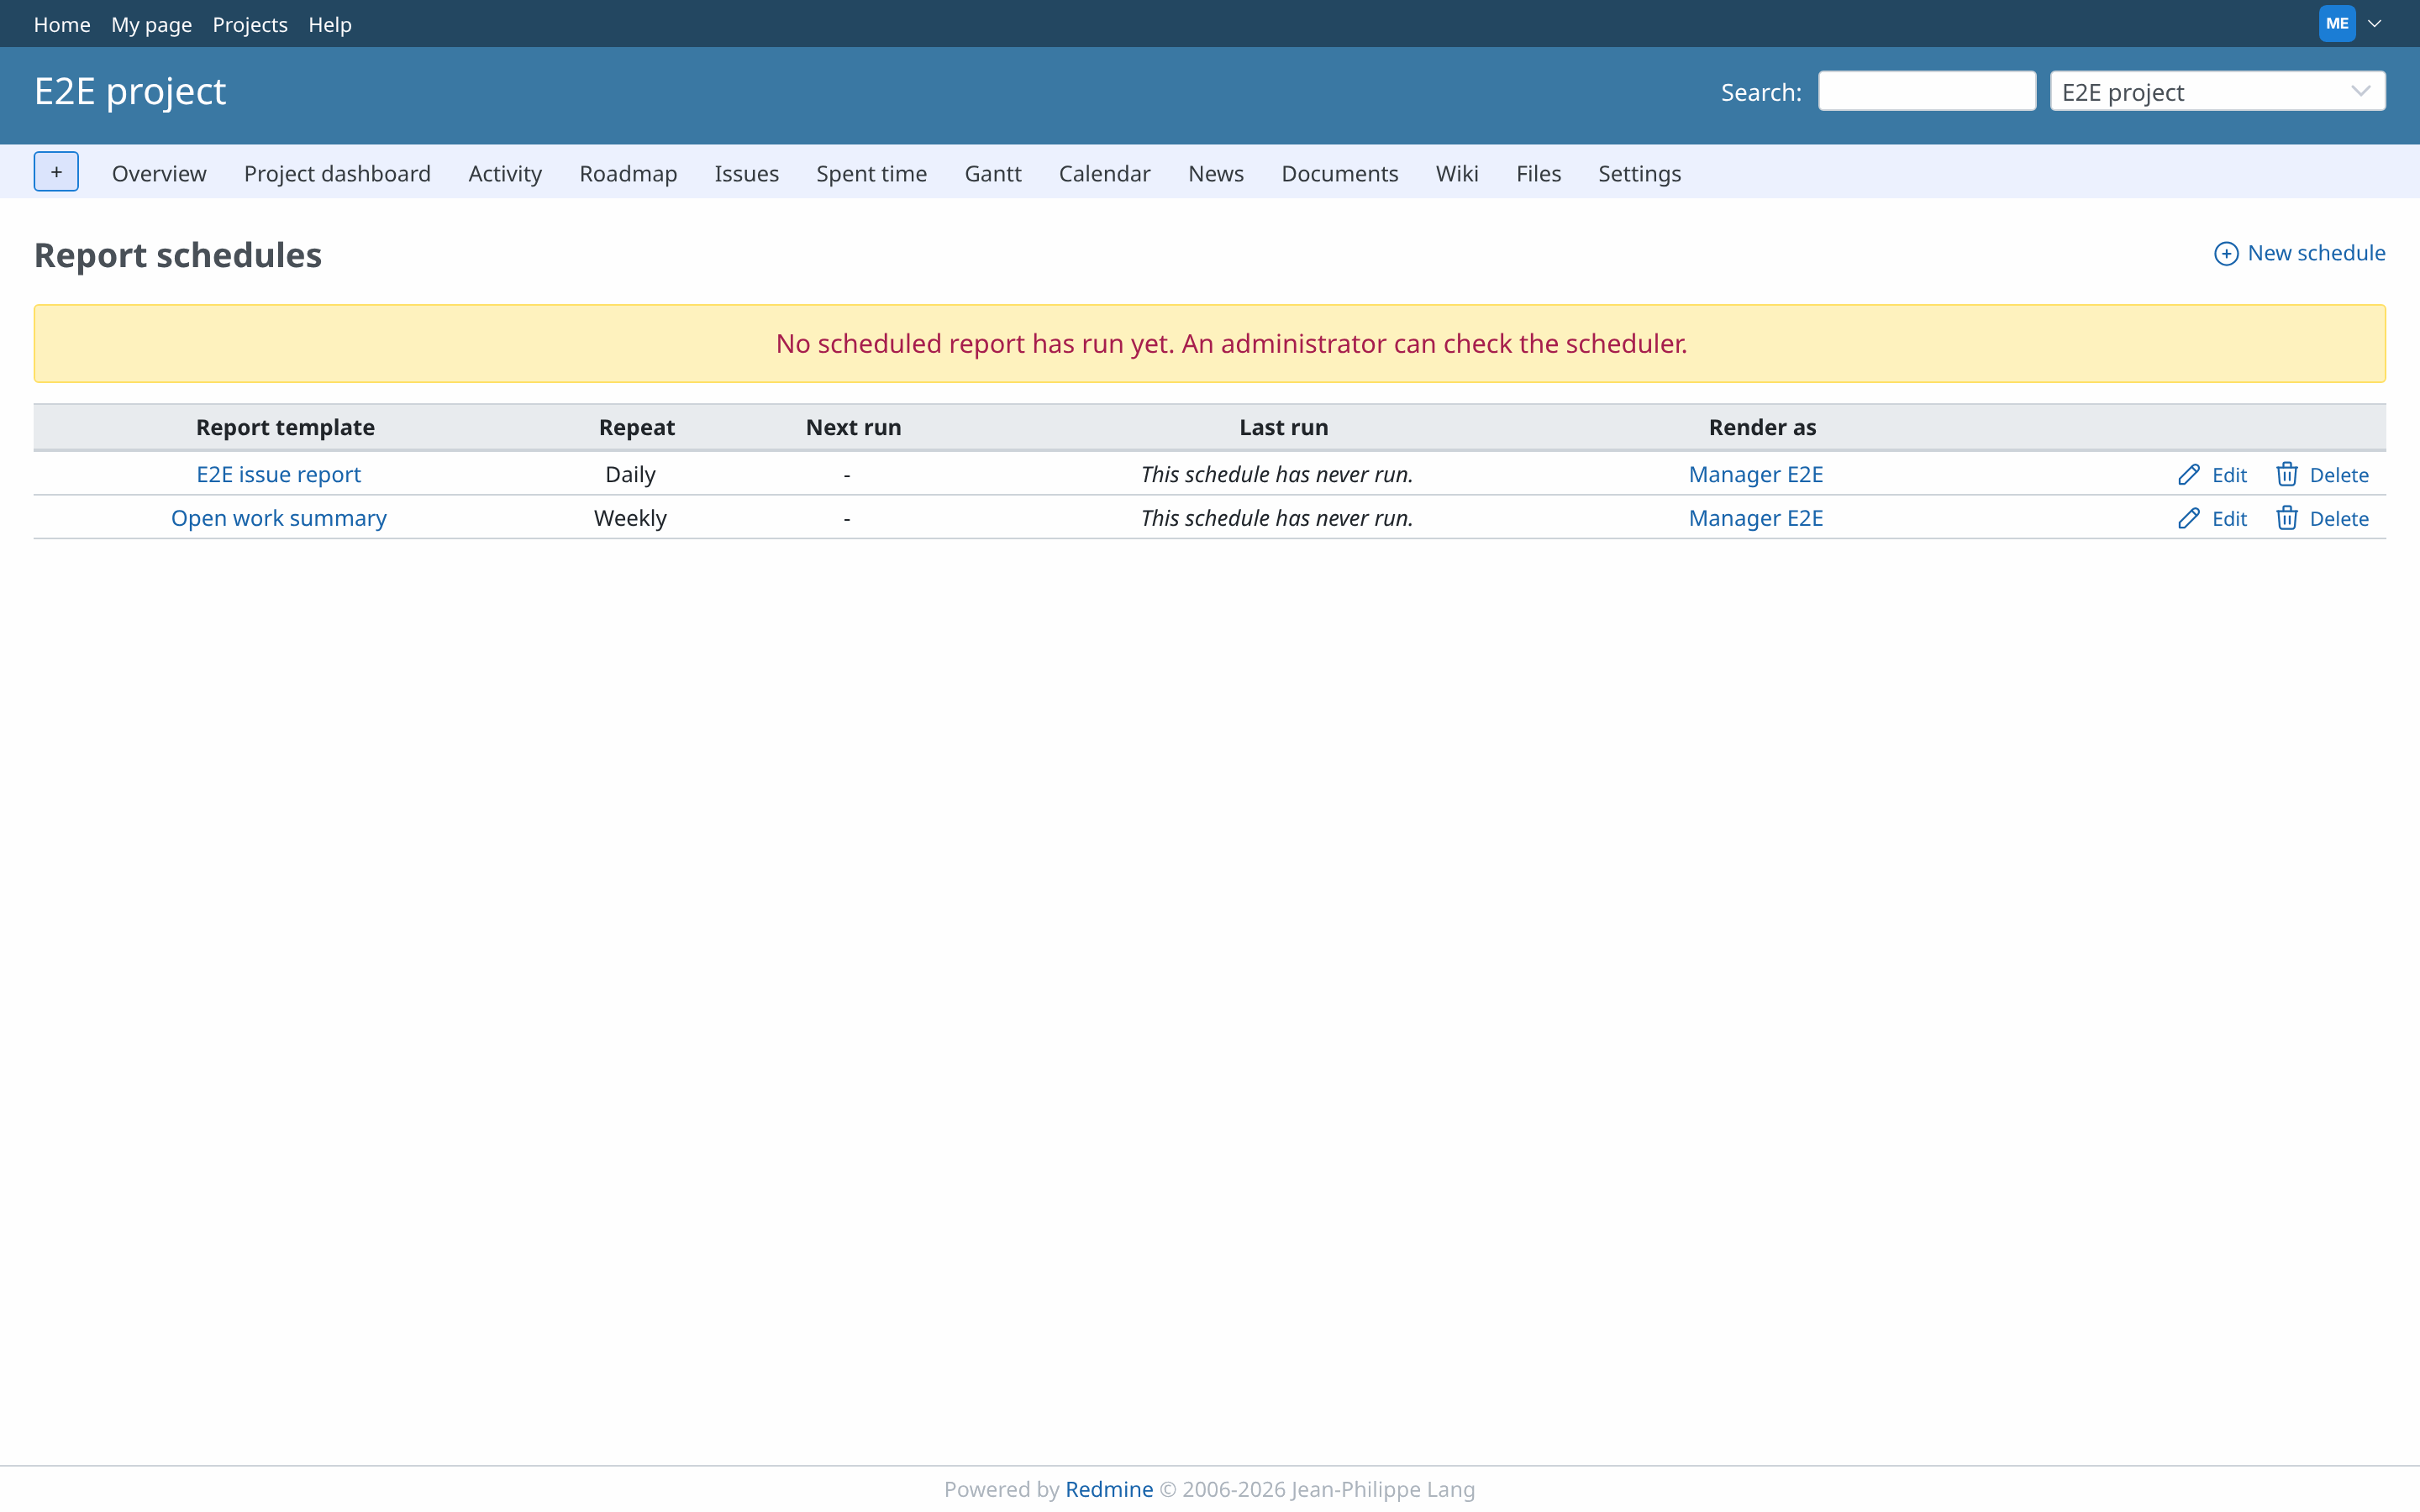 Home My page Projects Help ME
E2E project Search: E2E project
+ Overview Project dashboard Activity Roadmap Issues Spent time Gantt Calendar News Documents Wiki Files Settings
Report schedules New schedule
No scheduled report has run yet. An administrator can check the scheduler.
Report template Repeat Next run Last run Render as
E2E issue report Daily - This schedule has never run. Manager E2E Edit Delete
Open work summary Weekly - This schedule has never run. Manager E2E Edit Delete
Powered by Redmine © 2006-2026 Jean-Philippe Lang